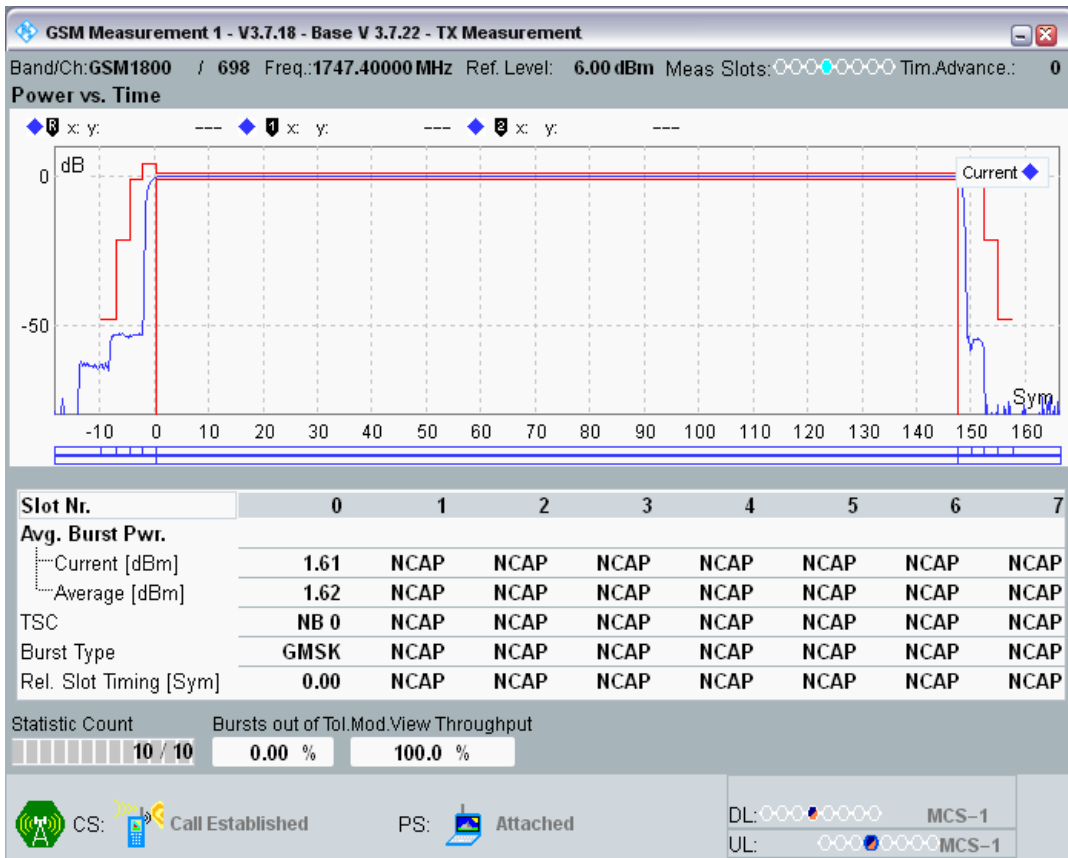 GSM Measurement 1 - V3.7.18 - Base V 3.7.22 - TX Measurement
Band/Ch:GSM1800 / 698 Freq.:1747.40000 MHz Ref. Level: 6.00 dBm Meas Slots: Tim.Advance.: 0
Power vs. Time
R x: y: --- 1 x: y: --- 2 x: y: ---
dB
Current
0
-50
Sym
-10 0 10 20 30 40 50 60 70 80 90 100 110 120 130 140 150 160
Slot Nr. 0 1 2 3 4 5 6 7
Avg. Burst Pwr.
Current [dBm] 1.61 NCAP NCAP NCAP NCAP NCAP NCAP NCAP
Average [dBm] 1.62 NCAP NCAP NCAP NCAP NCAP NCAP NCAP
TSC NB 0 NCAP NCAP NCAP NCAP NCAP NCAP NCAP
Burst Type GMSK NCAP NCAP NCAP NCAP NCAP NCAP NCAP
Rel. Slot Timing [Sym] 0.00 NCAP NCAP NCAP NCAP NCAP NCAP NCAP
Statistic Count Bursts out of Tol.Mod.View Throughput
10 / 10 0.00 % 100.0 %
CS: Call Established PS: Attached
DL: MCS-1
UL: MCS-1